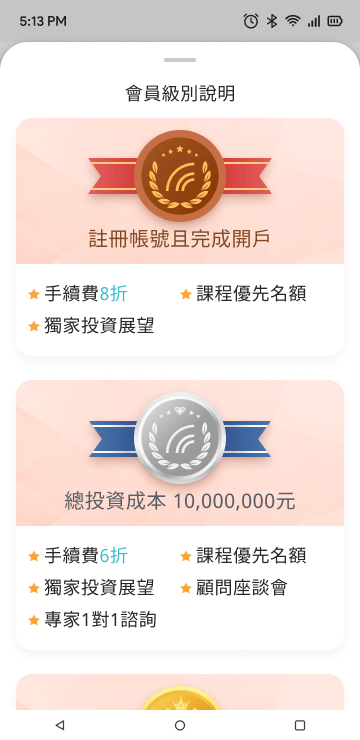 5:13 PM
會員級別說明
註冊帳號且完成開戶
手續費8折
課程優先名額
獨家投資展望
總投資成本 10,000,000元
手續費6折
課程優先名額
獨家投資展望
顧問座談會
專家1對1諮詢